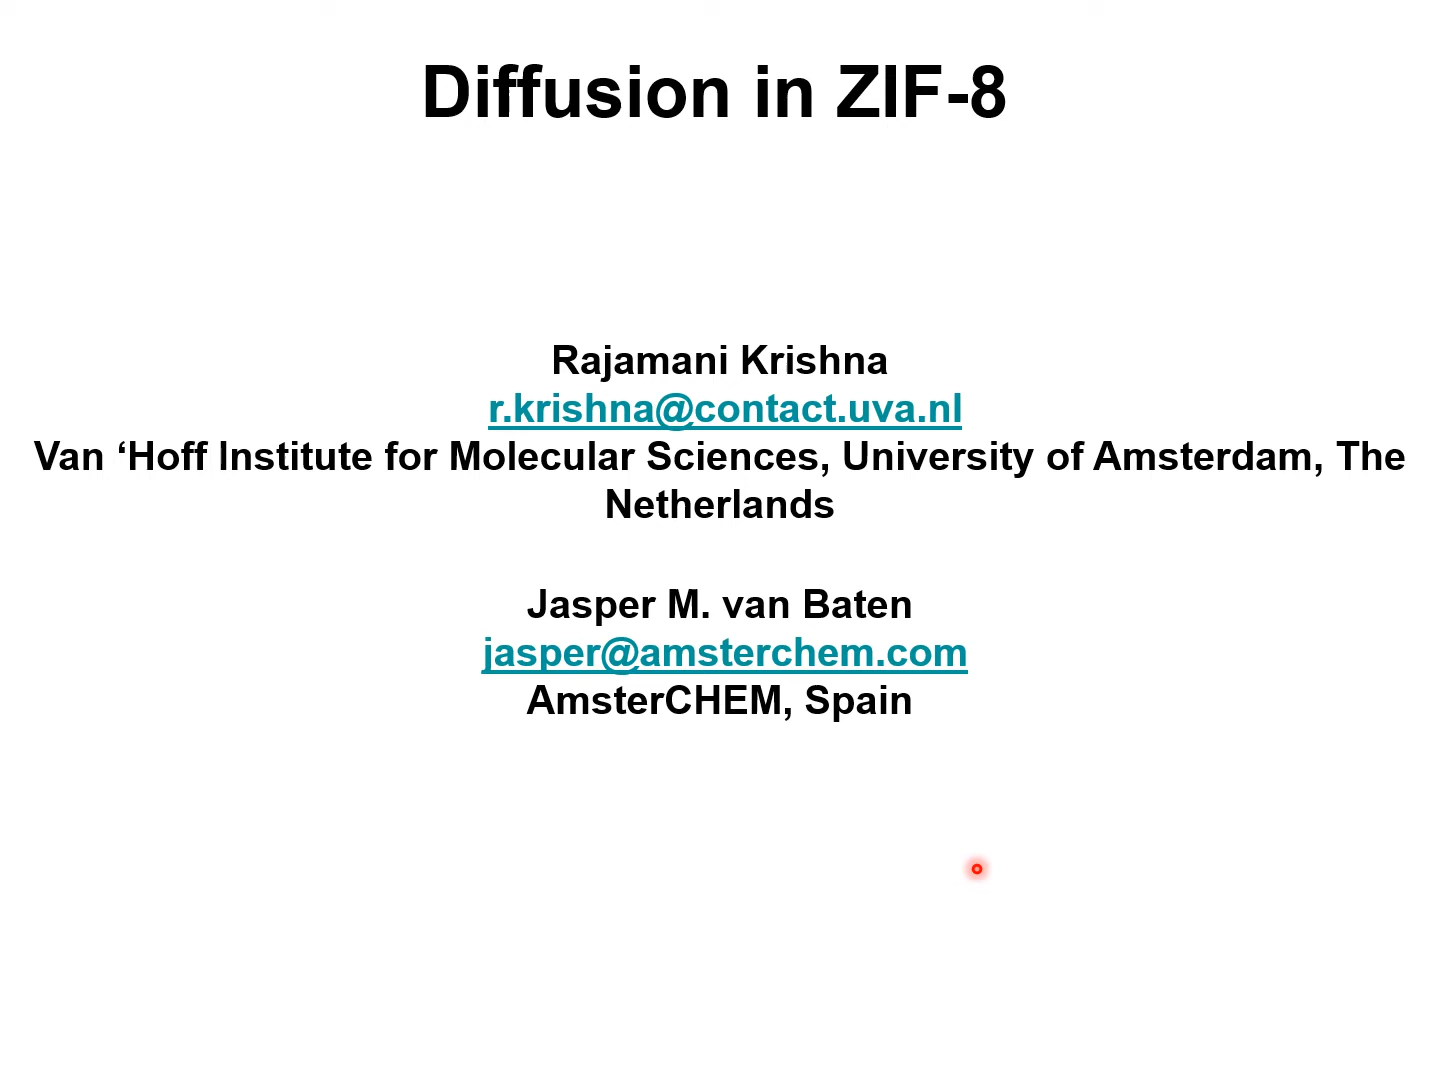 Diffusion in ZIF-8
Rajamani Krishna
r.krishna@contact.uva.nl
Van ‘Hoff Institute for Molecular Sciences, University of Amsterdam, The
Netherlands
Jasper M. van Baten
jasper@amsterchem.com
AmsterCHEM, Spain